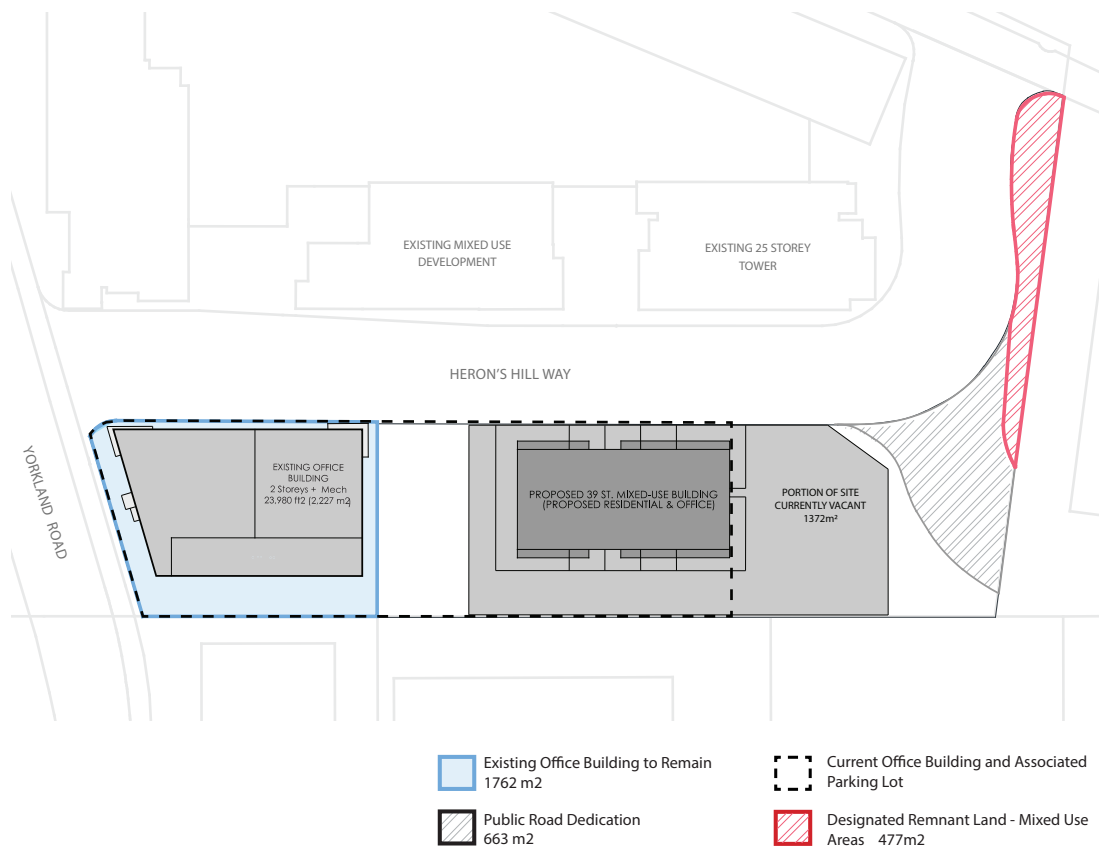 EXISTING MIXED USE
DEVELOPMENT
EXISTING 25 STOREY
TOWER
HERON'S HILL WAY
YORKLAND ROAD
EXISTING OFFICE
BUILDING
2 Storeys + Mech
23,980 ft2 (2,227 m2)
PROPOSED 39 ST. MIXED-USE BUILDING
(PROPOSED RESIDENTIAL & OFFICE)
PORTION OF SITE
CURRENTLY VACANT
1372m²
Existing Office Building to Remain
1762 m2
Public Road Dedication
663 m2
Current Office Building and Associated
Parking Lot
Designated Remnant Land - Mixed Use
Areas 477m2